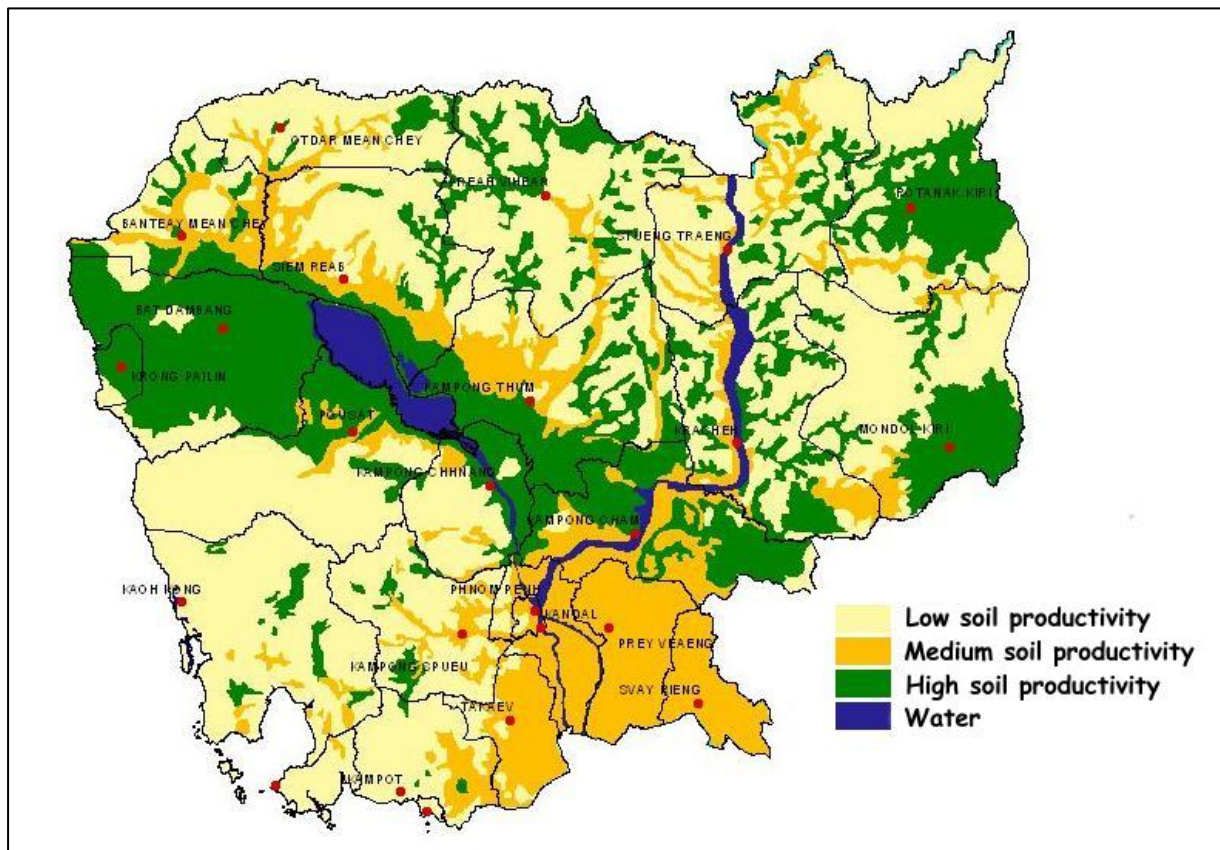 OTDAR MEAN CHEY
PREAH VIHEAR
ROTANAK KIRI
BANTEAY MEAN CHEY
STUENG TRAENG
SIEM REAB
BAT DAMBANG
KRONG PAILIN
KAMPONG THUM
POUSAT
KRACHEH
MONDOL KIRI
KAMPONG CHHNANG
KAMPONG CHAM
KAOH KONG
PHNOM PENH
KANDAL
PREY VEAENG
KAMPONG SPUEU
SVAY RIENG
TAKAEV
KAMPOT
Low soil productivity
Medium soil productivity
High soil productivity
Water